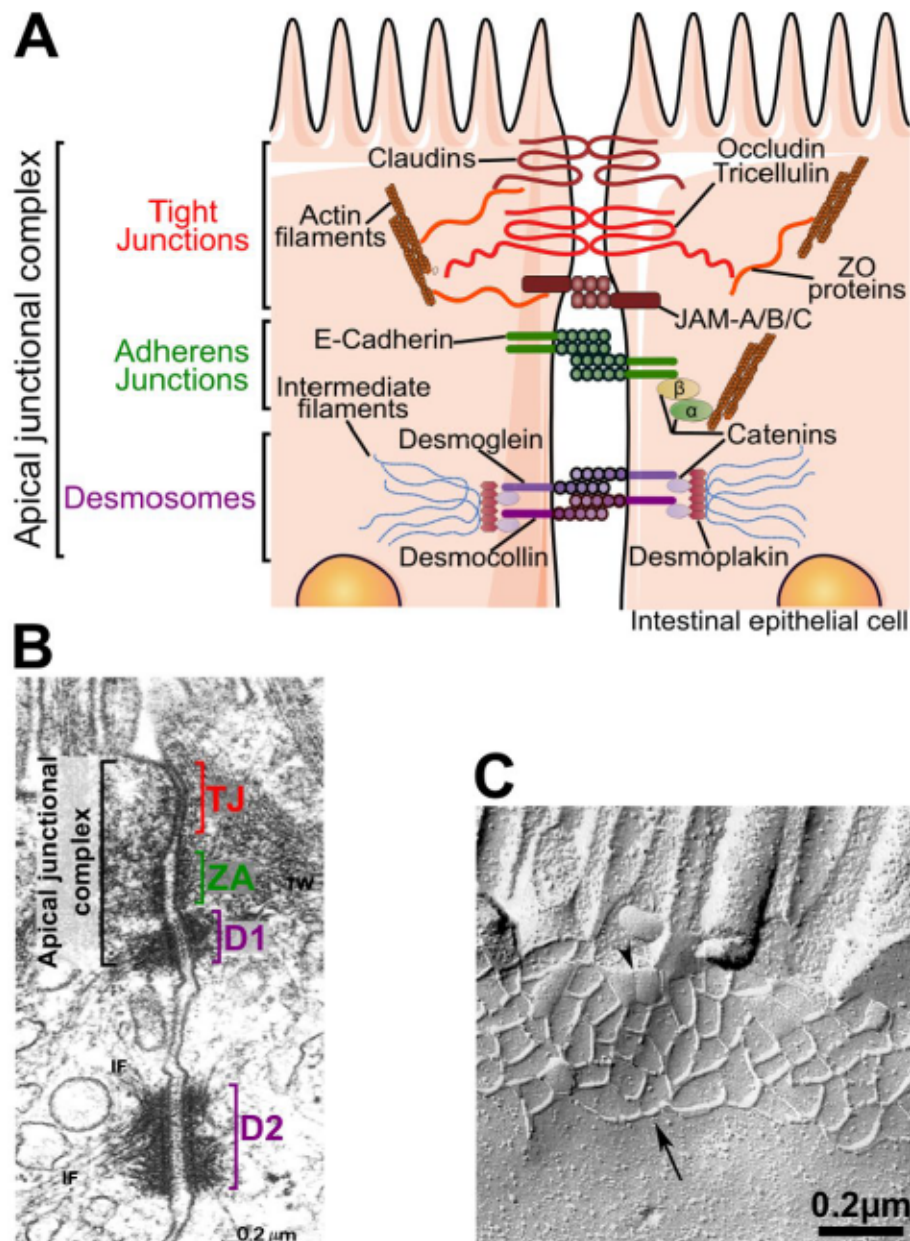 A
Apical junctional complex
Tight
Junctions
Adherens
Junctions
Desmosomes
Claudins
Occludin
Tricellulin
Actin
filaments
ZO
proteins
JAM-A/B/C
E-Cadherin
β
α
Intermediate
filaments
Desmoglein
Catenins
Desmocollin
Desmoplakin
Intestinal epithelial cell
B
Apical junctional
complex
TJ
ZA
TW
D1
IF
D2
IF
0.2 μm
C
0.2μm